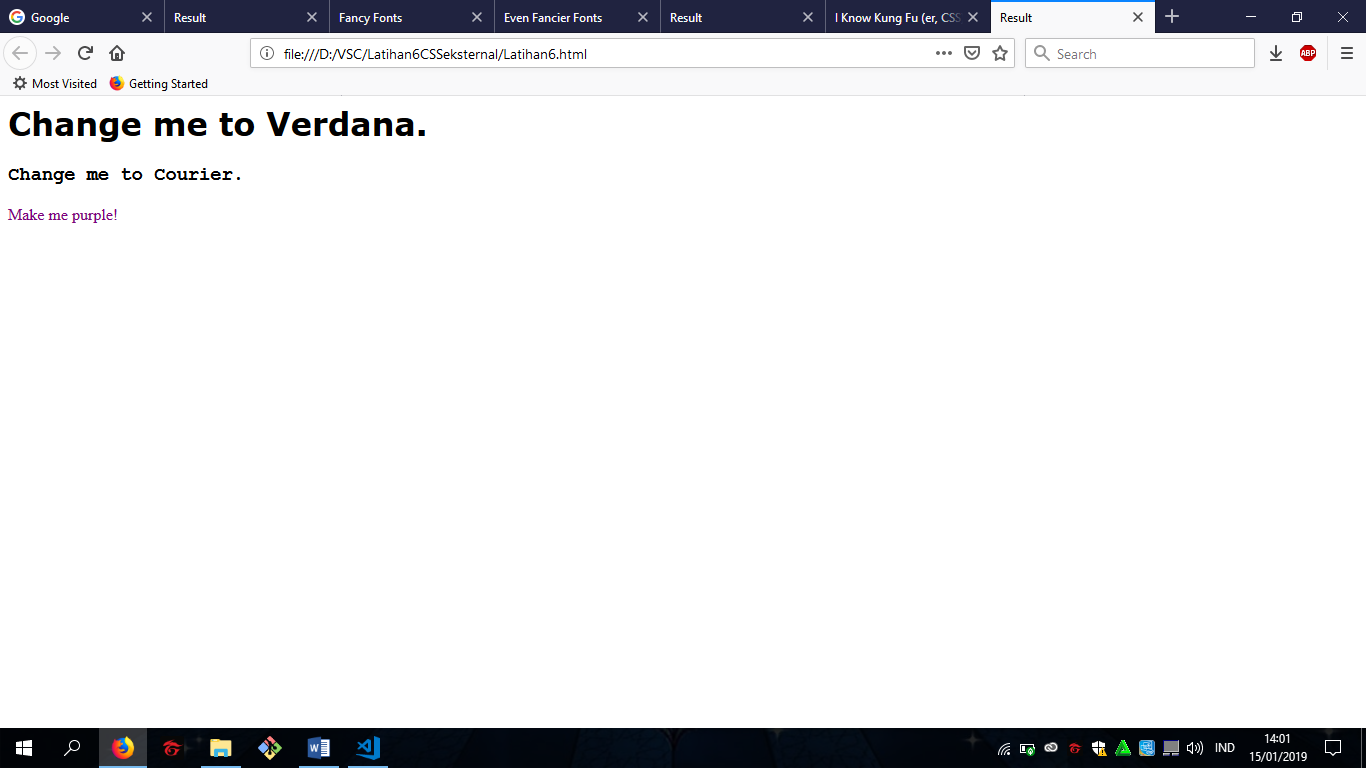 Google
Result
Fancy Fonts
Even Fancier Fonts
Result
I Know Kung Fu (er, CSS
Result
file:///D:/VSC/Latihan6CSSeksternal/Latihan6.html
Search
ABP
Most Visited
Getting Started
Change me to Verdana.
Change me to Courier.
Make me purple!
IND
14:01
15/01/2019